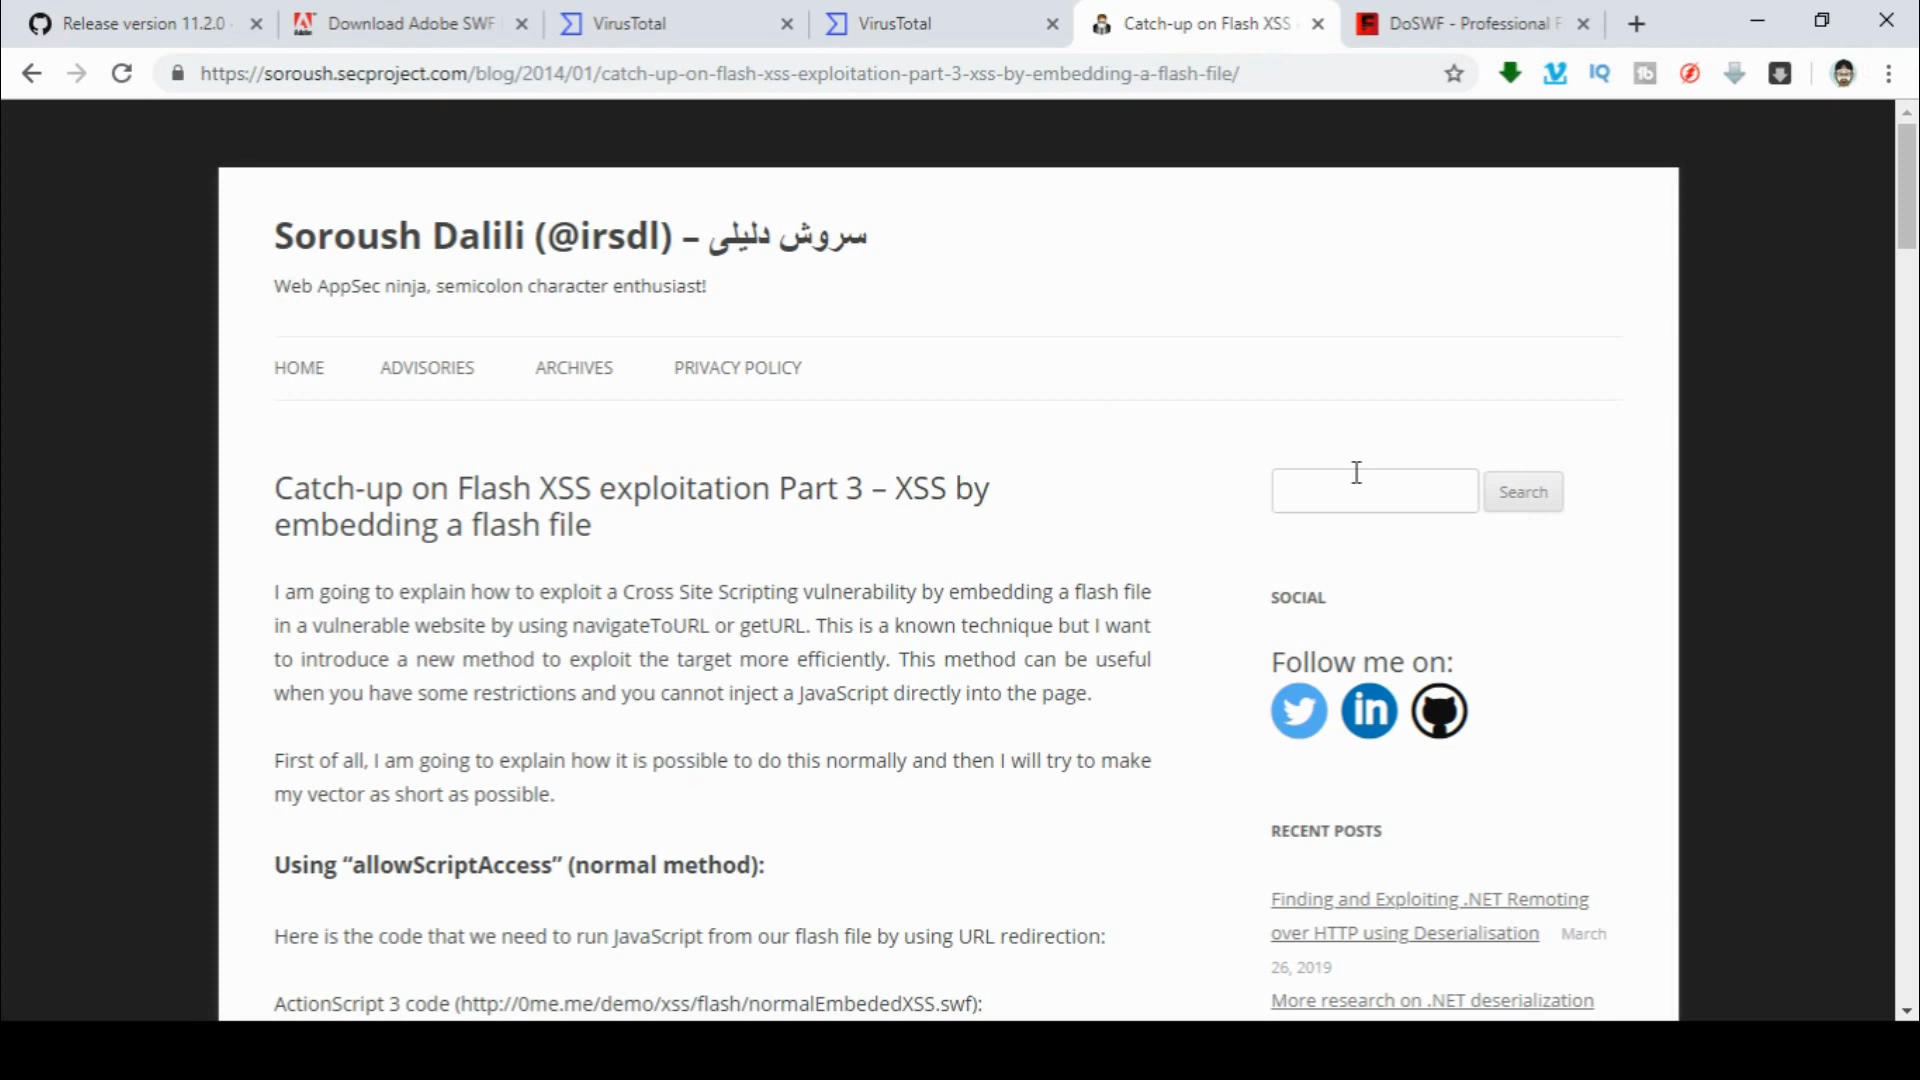 Release version 11.2.0
Download Adobe SWF
VirusTotal
VirusTotal
Catch-up on Flash XSS
DoSWF - Professional F
https://soroush.secproject.com/blog/2014/01/catch-up-on-flash-xss-exploitation-part-3-xss-by-embedding-a-flash-file/
IQ
Soroush Dalili (@irsdl) – سروش دلیلی
Web AppSec ninja, semicolon character enthusiast!
HOME
ADVISORIES
ARCHIVES
PRIVACY POLICY
Catch-up on Flash XSS exploitation Part 3 – XSS by
embedding a flash file
I am going to explain how to exploit a Cross Site Scripting vulnerability by embedding a flash file
in a vulnerable website by using navigateToURL or getURL. This is a known technique but I want
to introduce a new method to exploit the target more efficiently. This method can be useful
when you have some restrictions and you cannot inject a JavaScript directly into the page.
First of all, I am going to explain how it is possible to do this normally and then I will try to make
my vector as short as possible.
Using “allowScriptAccess” (normal method):
Here is the code that we need to run JavaScript from our flash file by using URL redirection:
ActionScript 3 code (http://0me.me/demo/xss/flash/normalEmbededXSS.swf):
Search
SOCIAL
Follow me on:
in
RECENT POSTS
Finding and Exploiting .NET Remoting
over HTTP using Deserialisation March
26, 2019
More research on .NET deserialization